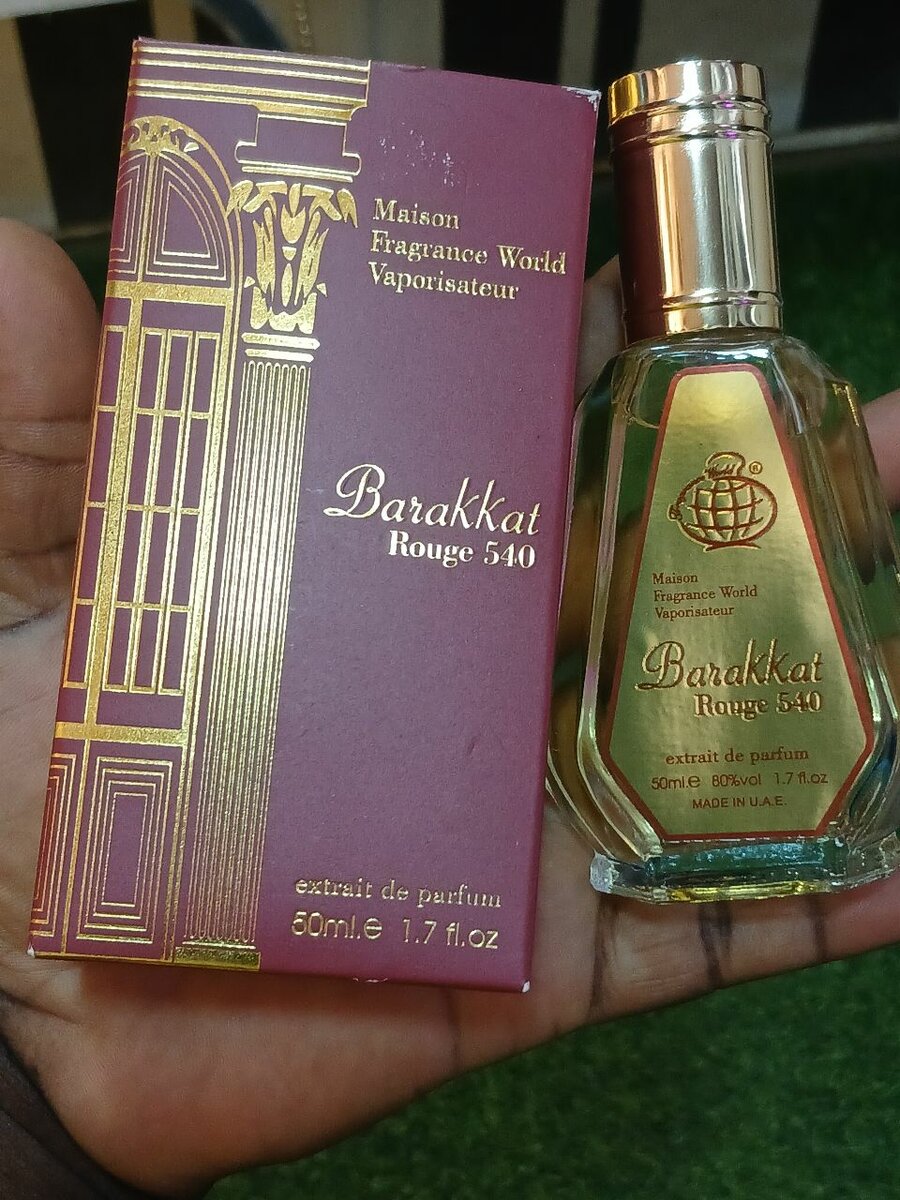 Maison
Fragrance World
Vaporisateur
Barakkat
Rouge 540
extrait de parfum
50ml.e 1.7 fl.oz
World ®
Maison
Fragrance World
Vaporisateur
Barakkat
Rouge 540
extrait de parfum
50ml.e 80%vol 1.7 fl.oz
MADE IN U.A.E.